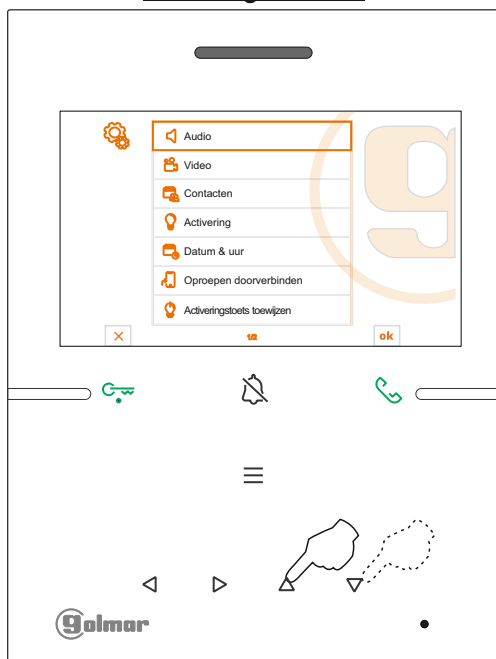 Audio
Video
Contacten
Activering
Datum & uur
Oproepen doorverbinden
Activeringstoets toewijzen
1/2
ok
golmar